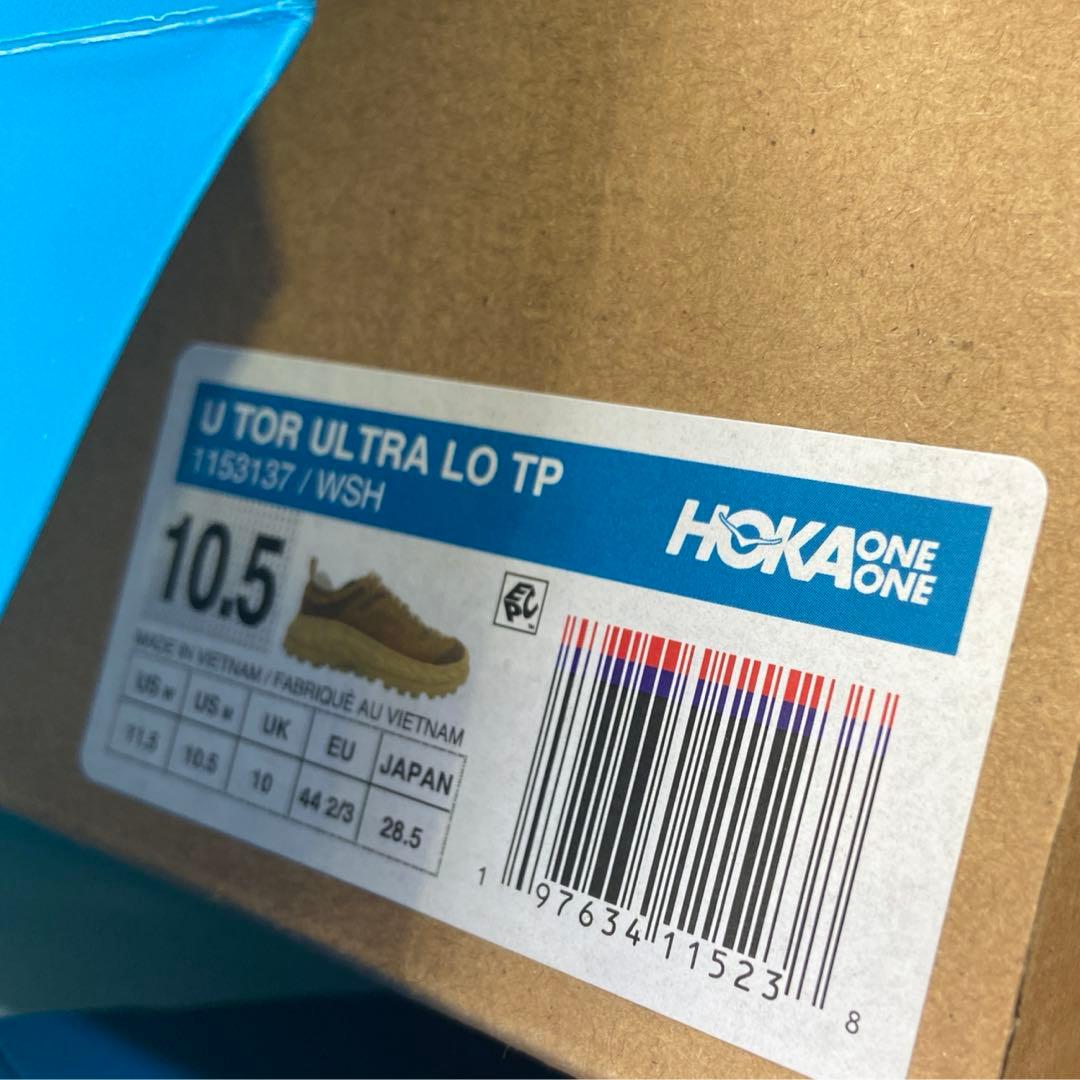 U TOR ULTRA LO TP
1153137 / WSH
HOKA ONE ONE
10.5
EPC
MADE IN VIETNAM / FABRIQUÉ AU VIETNAM
US W US M UK EU JAPAN
11.5 10.5 10 44 2/3 28.5
1 97634 11523 8